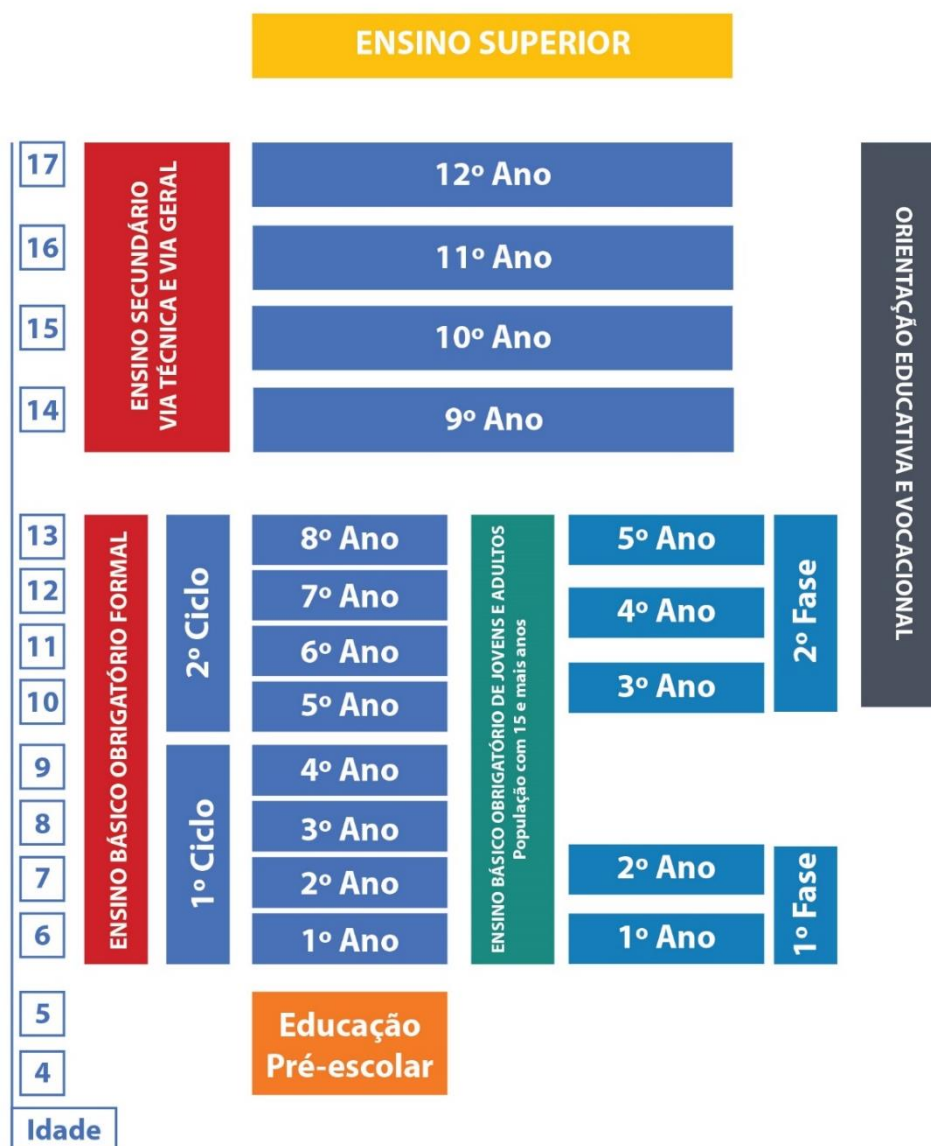 ENSINO SUPERIOR
17
ENSINO SECUNDÁRIO
VIA TÉCNICA E VIA GERAL
12º Ano
16
11º Ano
15
10º Ano
14
9º Ano
ORIENTAÇÃO EDUCATIVA E VOCACIONAL
ENSINO BÁSICO OBRIGATÓRIO FORMAL
2º Ciclo
13
8º Ano
12
7º Ano
11
6º Ano
10
5º Ano
1º Ciclo
9
4º Ano
8
3º Ano
7
2º Ano
6
1º Ano
ENSINO BÁSICO OBRIGATÓRIO DE JOVENS E ADULTOS
População com 15 e mais anos
5º Ano
4º Ano
3º Ano
2º Fase
2º Ano
1º Ano
1º Fase
5
4
Educação
Pré-escolar
Idade